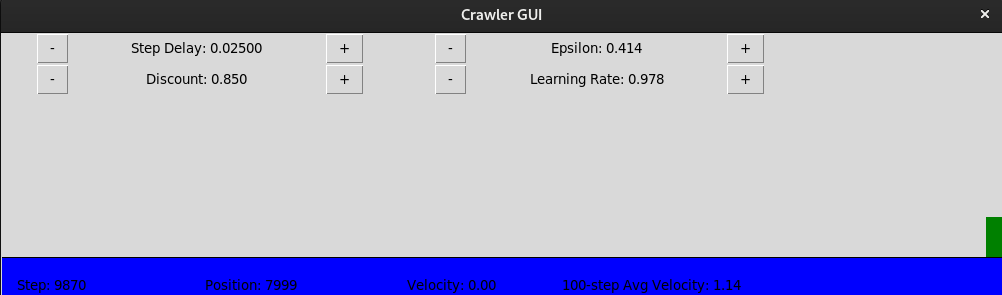 Crawler GUI ×
- Step Delay: 0.02500 + - Epsilon: 0.414 +
- Discount: 0.850 + - Learning Rate: 0.978 +
Step: 9870 Position: 7999 Velocity: 0.00 100-step Avg Velocity: 1.14